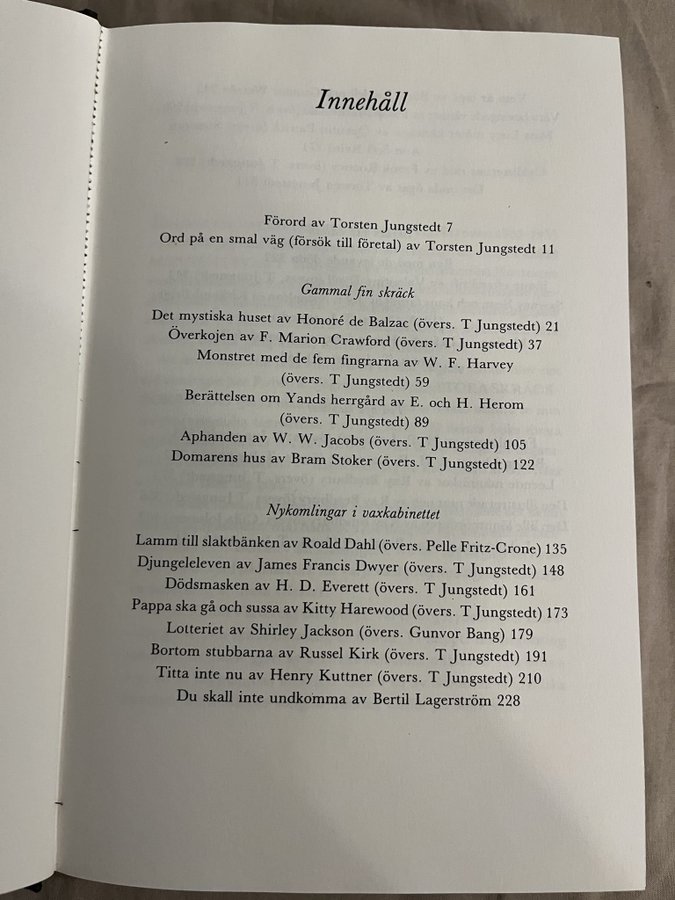 Innehåll
Förord av Torsten Jungstedt 7
Ord på en smal väg (försök till företal) av Torsten Jungstedt 11
Gammal fin skräck
Det mystiska huset av Honoré de Balzac (övers. T Jungstedt) 21
Överkojen av F. Marion Crawford (övers. T Jungstedt) 37
Monstret med de fem fingrarna av W. F. Harvey
(övers. T Jungstedt) 59
Berättelsen om Yands herrgård av E. och H. Herom
(övers. T Jungstedt) 89
Aphanden av W. W. Jacobs (övers. T Jungstedt) 105
Domarens hus av Bram Stoker (övers. T Jungstedt) 122
Nykomlingar i vaxkabinettet
Lamm till slaktbänken av Roald Dahl (övers. Pelle Fritz-Crone) 135
Djungeleleven av James Francis Dwyer (övers. T Jungstedt) 148
Dödsmasken av H. D. Everett (övers. T Jungstedt) 161
Pappa ska gå och sussa av Kitty Harewood (övers. T Jungstedt) 173
Lotteriet av Shirley Jackson (övers. Gunvor Bang) 179
Bortom stubbarna av Russel Kirk (övers. T Jungstedt) 191
Titta inte nu av Henry Kuttner (övers. T Jungstedt) 210
Du skall inte undkomma av Bertil Lagerström 228